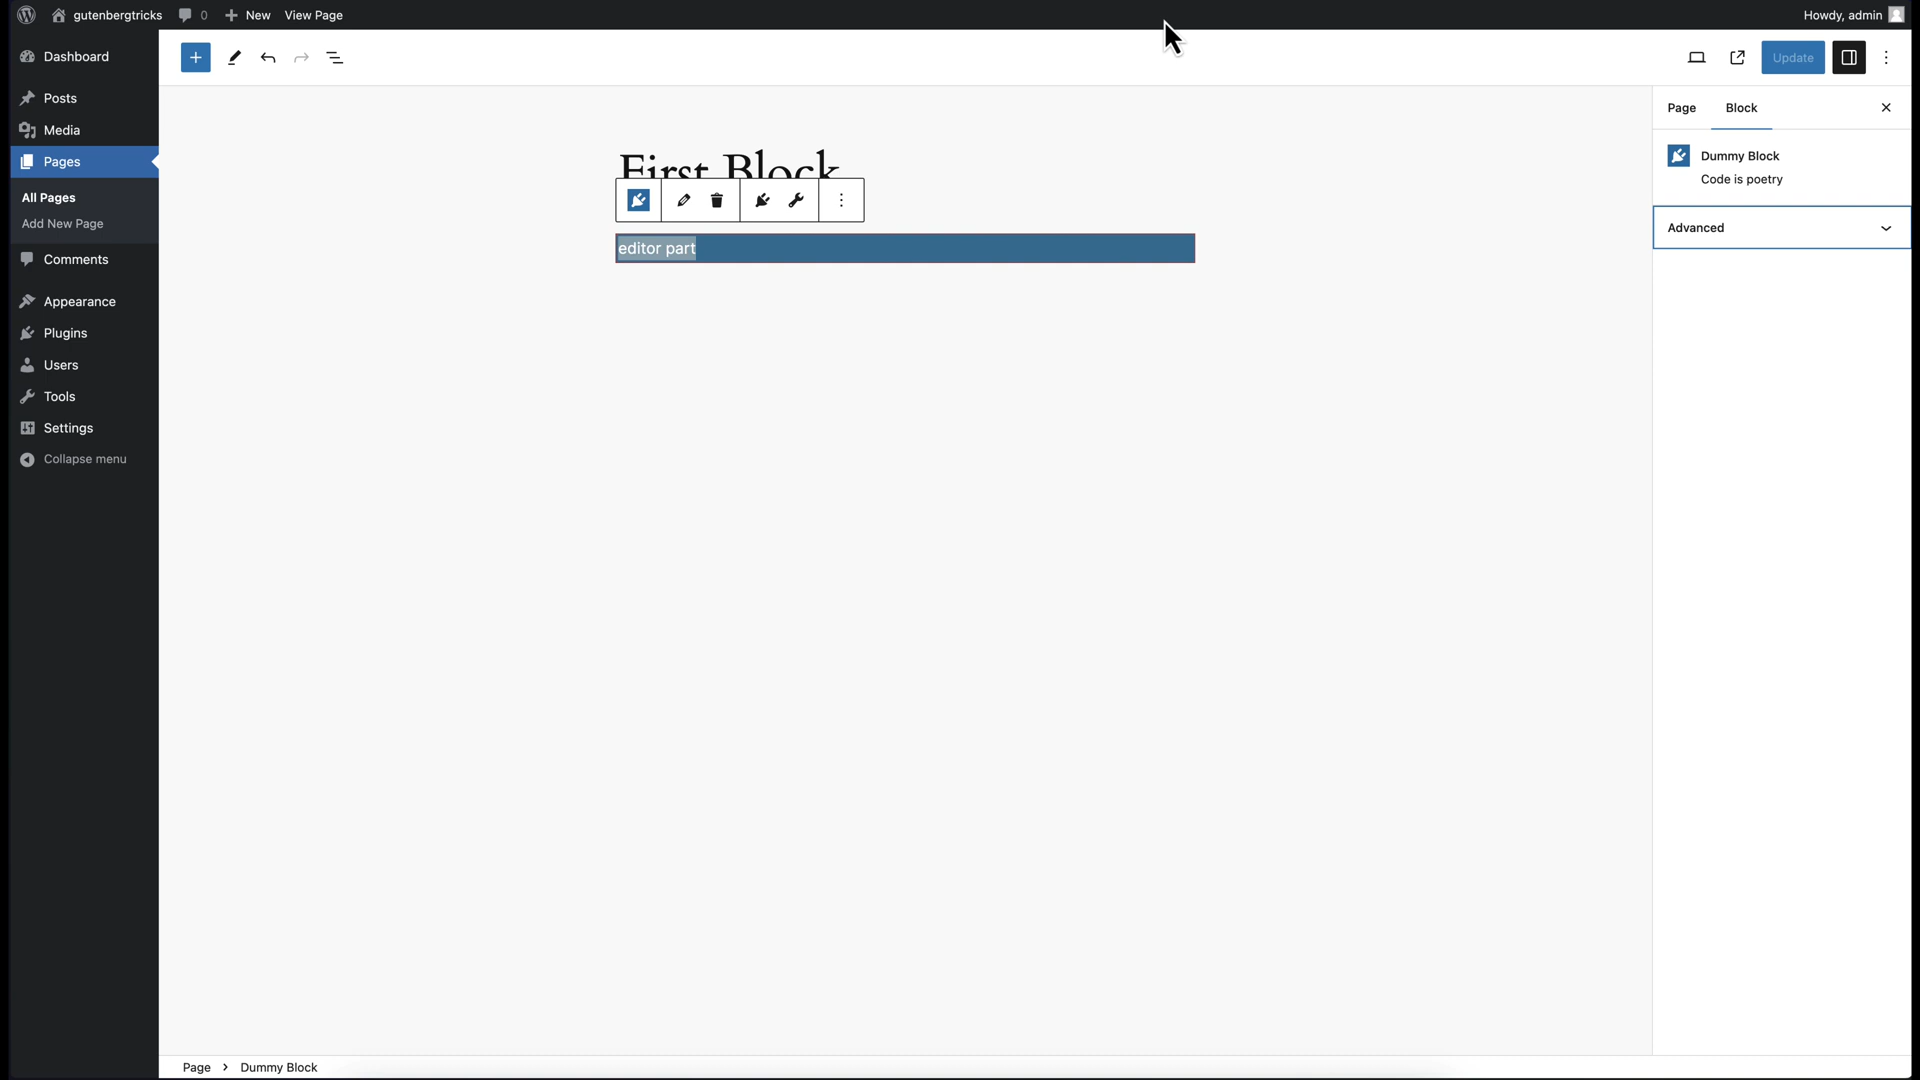 gutenbergtricks 0 New View Page Howdy, admin
Dashboard
Posts
Media
Pages
All Pages
Add New Page
Comments
Appearance
Plugins
Users
Tools
Settings
Collapse menu
Update
First Block
editor part
Page Block
Dummy Block
Code is poetry
Advanced
Page Dummy Block